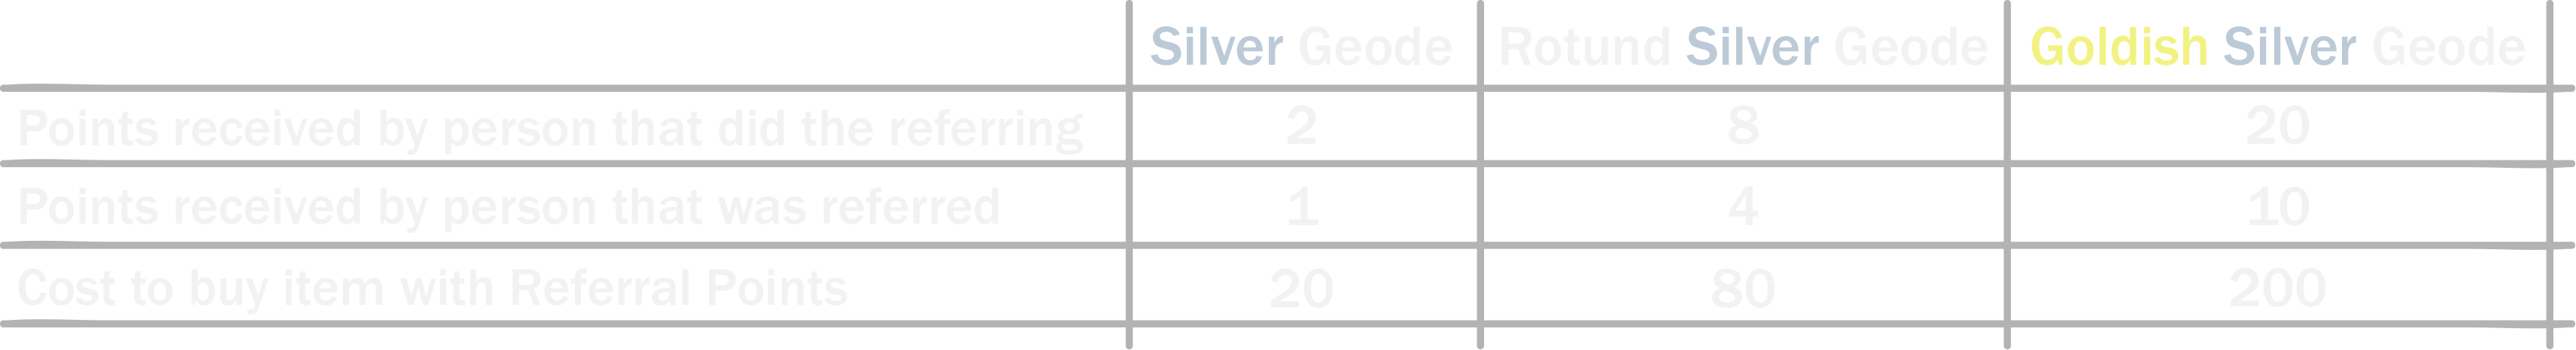 Silver Geode Rotund Silver Geode Goldish Silver Geode
Points received by person that did the referring 2 8 20
Points received by person that was referred 1 4 10
Cost to buy item with Referral Points 20 80 200